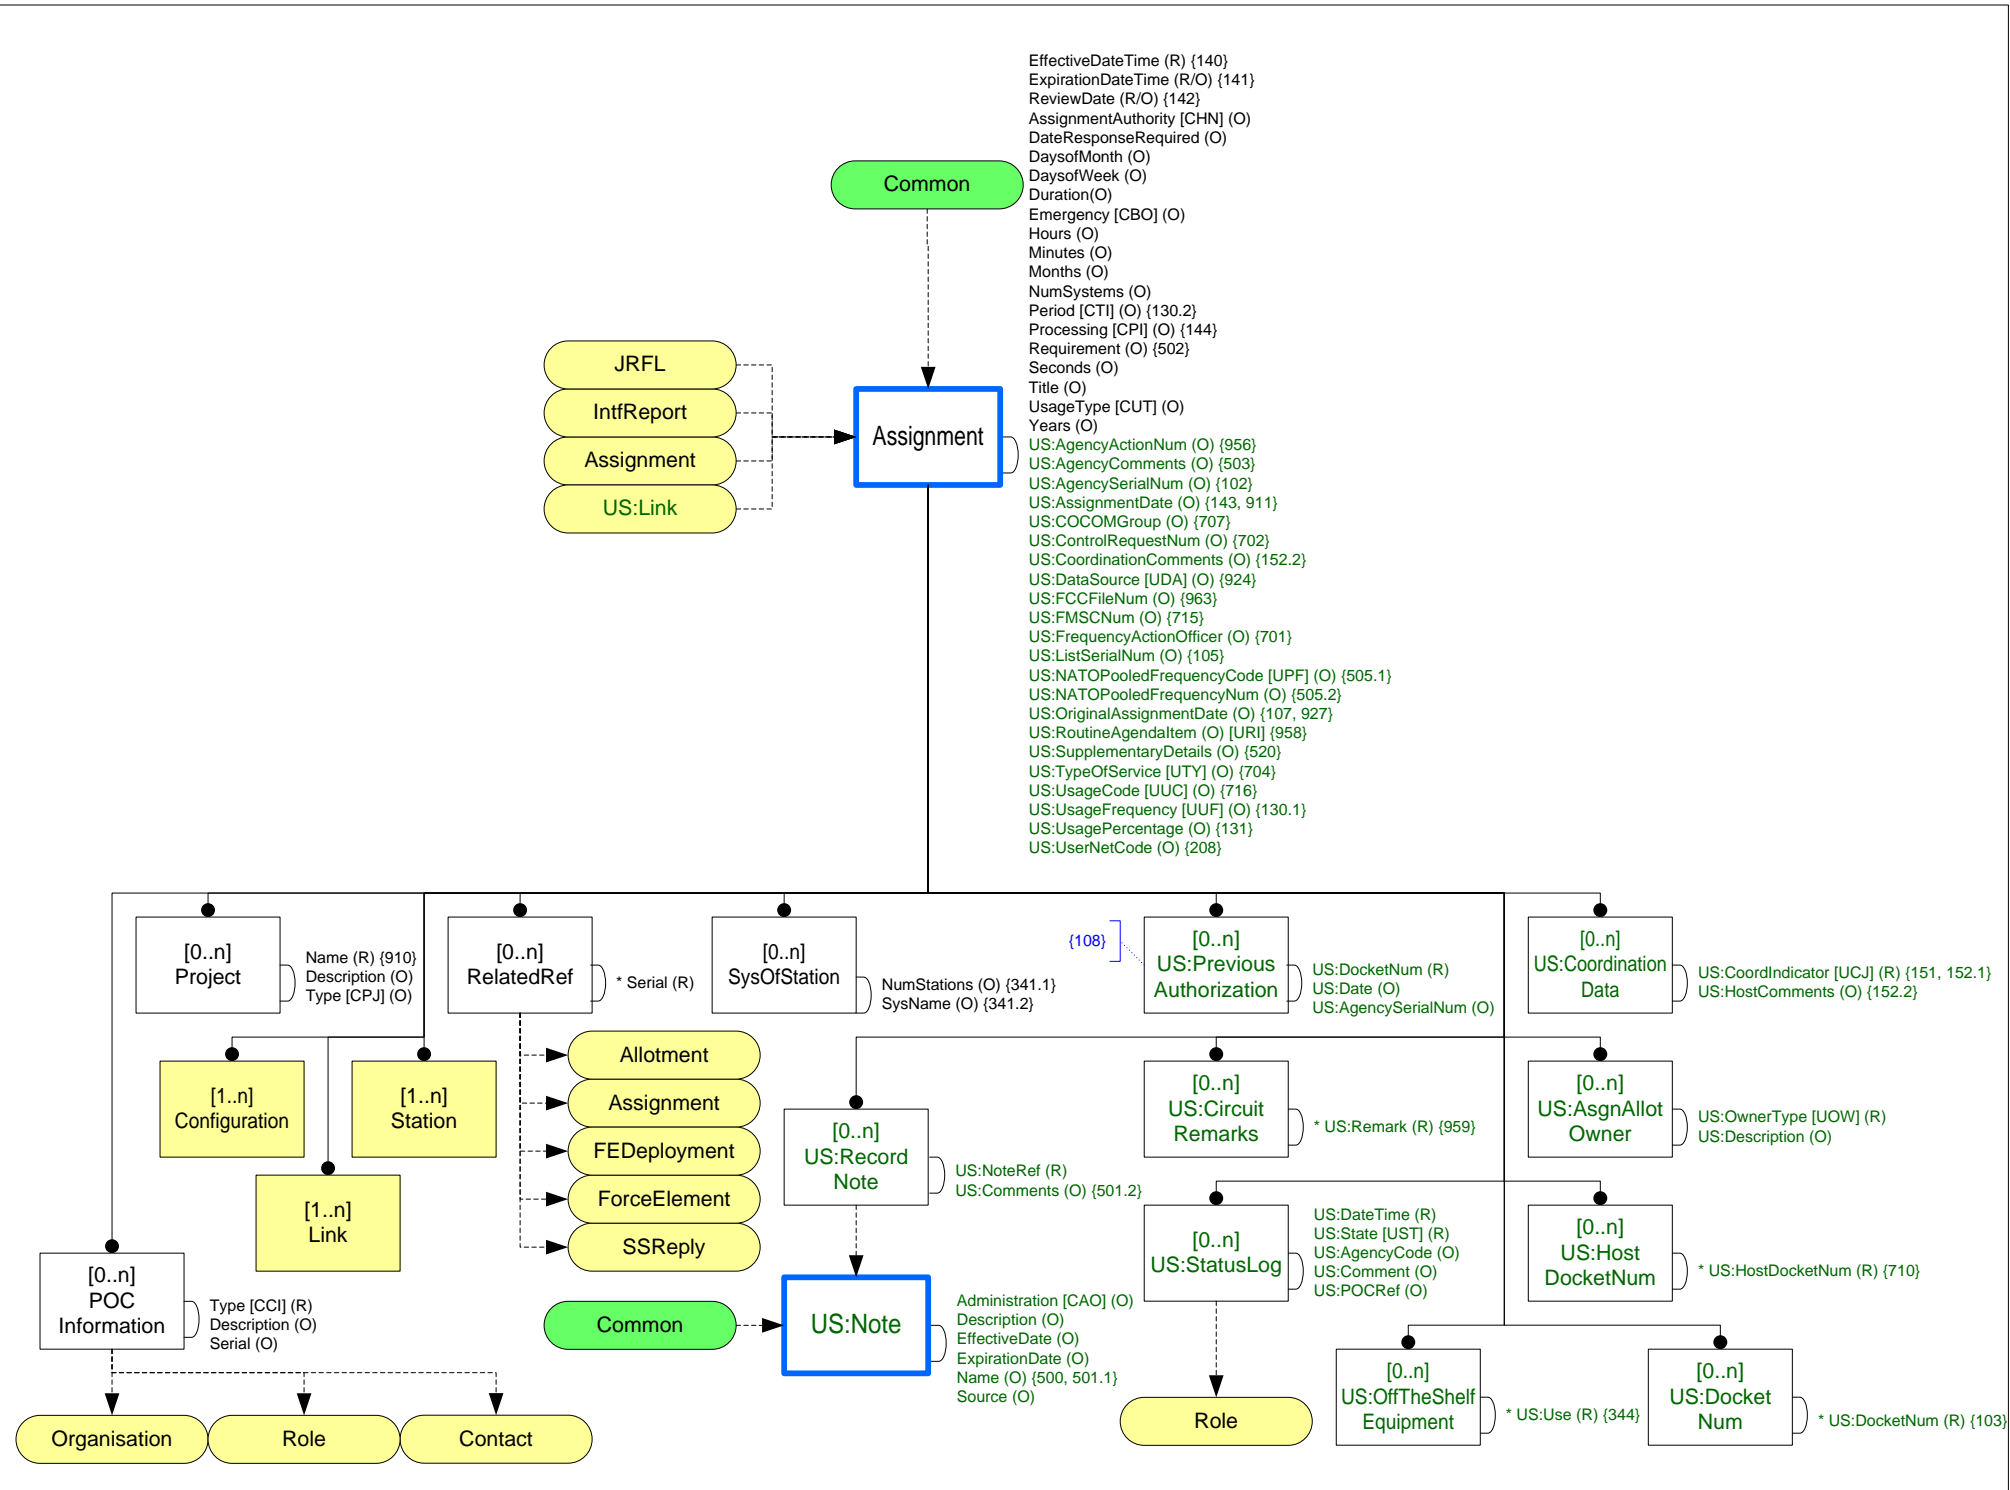 EffectiveDateTime (R) {140}
ExpirationDateTime (R/O) {141}
ReviewDate (R/O) {142}
AssignmentAuthority [CHN] (O)
DateResponseRequired (O)
DaysofMonth (O)
DaysofWeek (O)
Duration(O)
Emergency [CBO] (O)
Hours (O)
Minutes (O)
Months (O)
NumSystems (O)
Period [CTI] (O) {130.2}
Processing [CPI] (O) {144}
Requirement (O) {502}
Seconds (O)
Title (O)
UsageType [CUT] (O)
Years (O)
US:AgencyActionNum (O) {956}
US:AgencyComments (O) {503}
US:AgencySerialNum (O) {102}
US:AssignmentDate (O) {143, 911}
US:COCOMGroup (O) {707}
US:ControlRequestNum (O) {702}
US:CoordinationComments (O) {152.2}
US:DataSource [UDA] (O) {924}
US:FCCFileNum (O) {963}
US:FMSCNum (O) {715}
US:FrequencyActionOfficer (O) {701}
US:ListSerialNum (O) {105}
US:NATOPooledFrequencyCode [UPF] (O) {505.1}
US:NATOPooledFrequencyNum (O) {505.2}
US:OriginalAssignmentDate (O) {107, 927}
US:RoutineAgendaItem (O) [URI] {958}
US:SupplementaryDetails (O) {520}
US:TypeOfService [UTY] (O) {704}
US:UsageCode [UUC] (O) {716}
US:UsageFrequency [UUF] (O) {130.1}
US:UsagePercentage (O) {131}
US:UserNetCode (O) {208}
Common
JRFL
IntfReport
Assignment
US:Link
Assignment
[0..n]
Project
Name (R) {910}
Description (O)
Type [CPJ] (O)
[0..n]
RelatedRef
* Serial (R)
[0..n]
SysOfStation
NumStations (O) {341.1}
SysName (O) {341.2}
{108}
[0..n]
US:Previous
Authorization
US:DocketNum (R)
US:Date (O)
US:AgencySerialNum (O)
[0..n]
US:Coordination
Data
US:CoordIndicator [UCJ] (R) {151, 152.1}
US:HostComments (O) {152.2}
[1..n]
Configuration
[1..n]
Station
[1..n]
Link
Allotment
Assignment
FEDeployment
ForceElement
SSReply
[0..n]
US:Record
Note
US:NoteRef (R)
US:Comments (O) {501.2}
[0..n]
US:Circuit
Remarks
* US:Remark (R) {959}
[0..n]
US:AsgnAllot
Owner
US:OwnerType [UOW] (R)
US:Description (O)
[0..n]
US:StatusLog
US:DateTime (R)
US:State [UST] (R)
US:AgencyCode (O)
US:Comment (O)
US:POCRef (O)
[0..n]
US:Host
DocketNum
* US:HostDocketNum (R) {710}
[0..n]
POC
Information
Type [CCI] (R)
Description (O)
Serial (O)
Common
US:Note
Administration [CAO] (O)
Description (O)
EffectiveDate (O)
ExpirationDate (O)
Name (O) {500, 501.1}
Source (O)
[0..n]
US:OffTheShelf
Equipment
* US:Use (R) {344}
[0..n]
US:Docket
Num
* US:DocketNum (R) {103}
Organisation
Role
Contact
Role